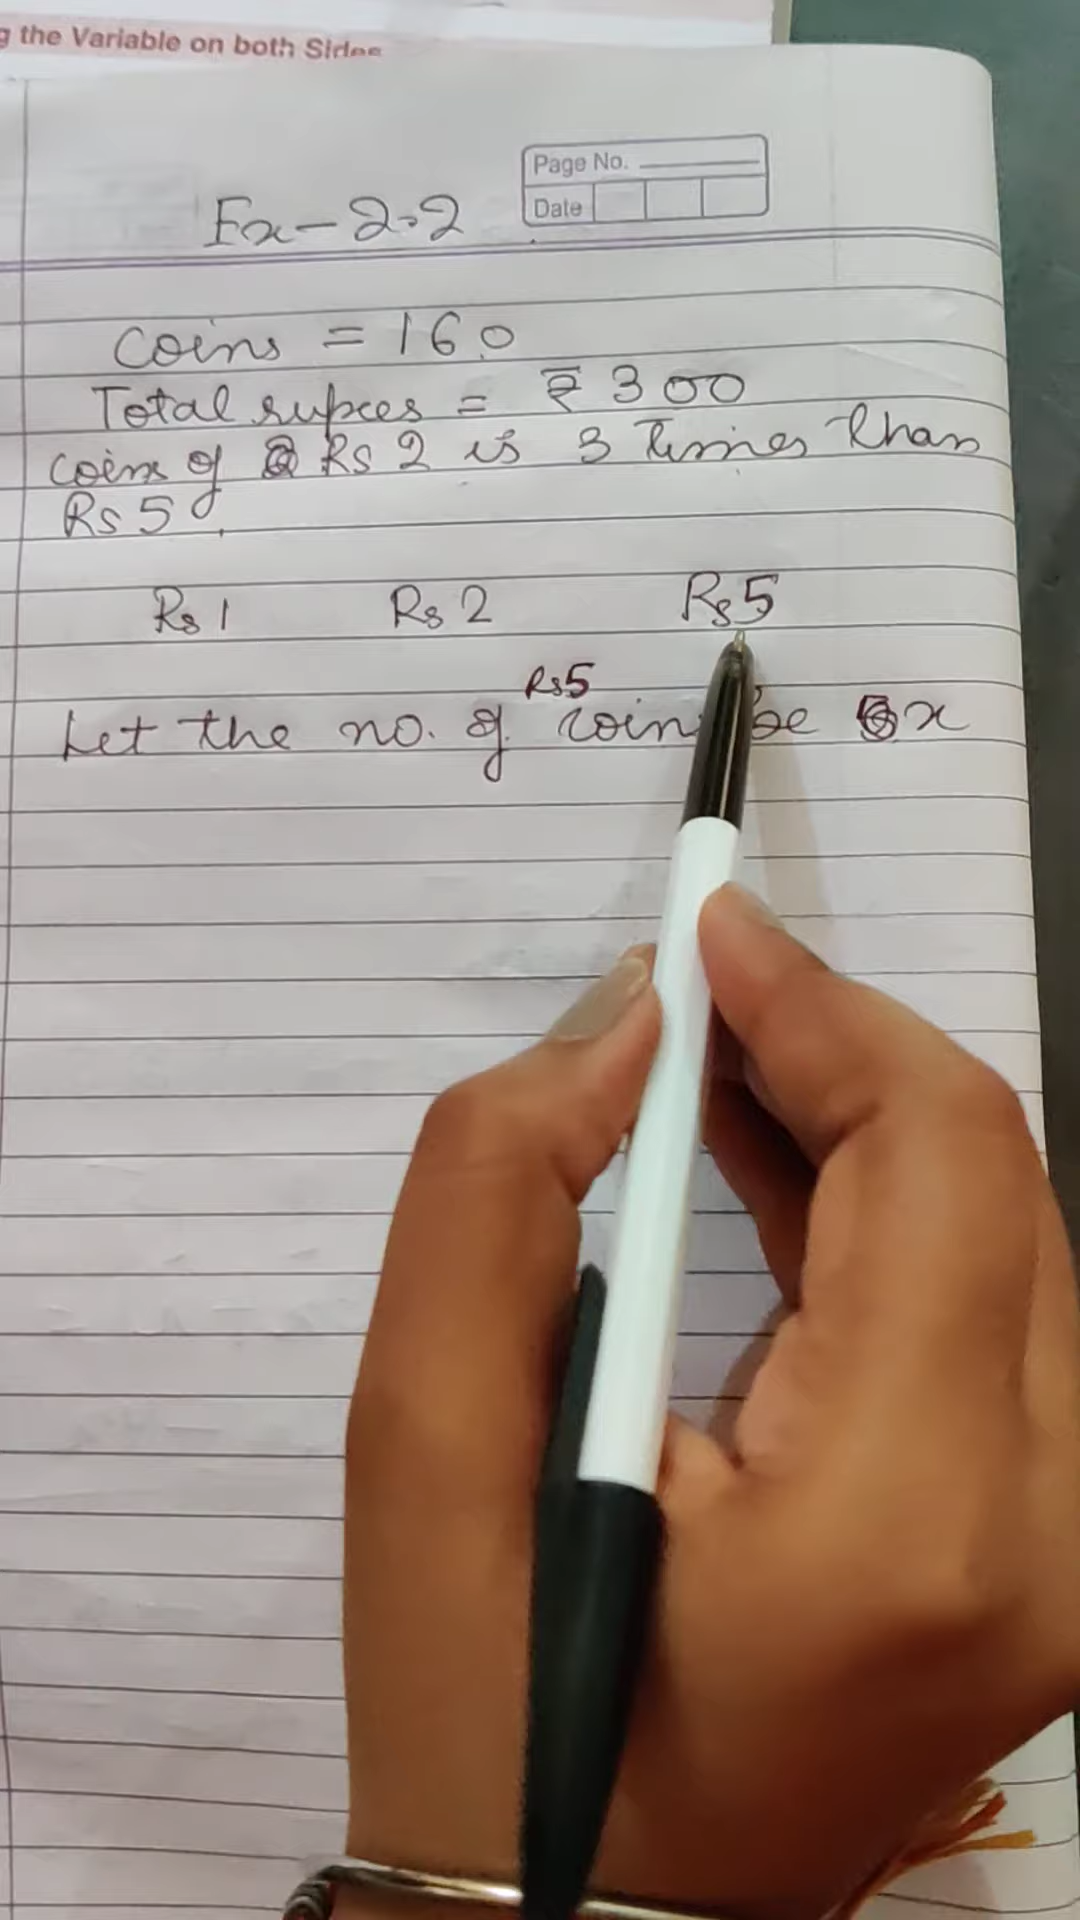 g the Variable on both Sides
Page No.
Date
Ex-2.2
Coins = 160
Total rupees = ₹ 300
coins of Rs 2 is 3 times than
Rs 5
Rs 1 Rs 2 Rs 5
Rs5
Let the no. of coins be x